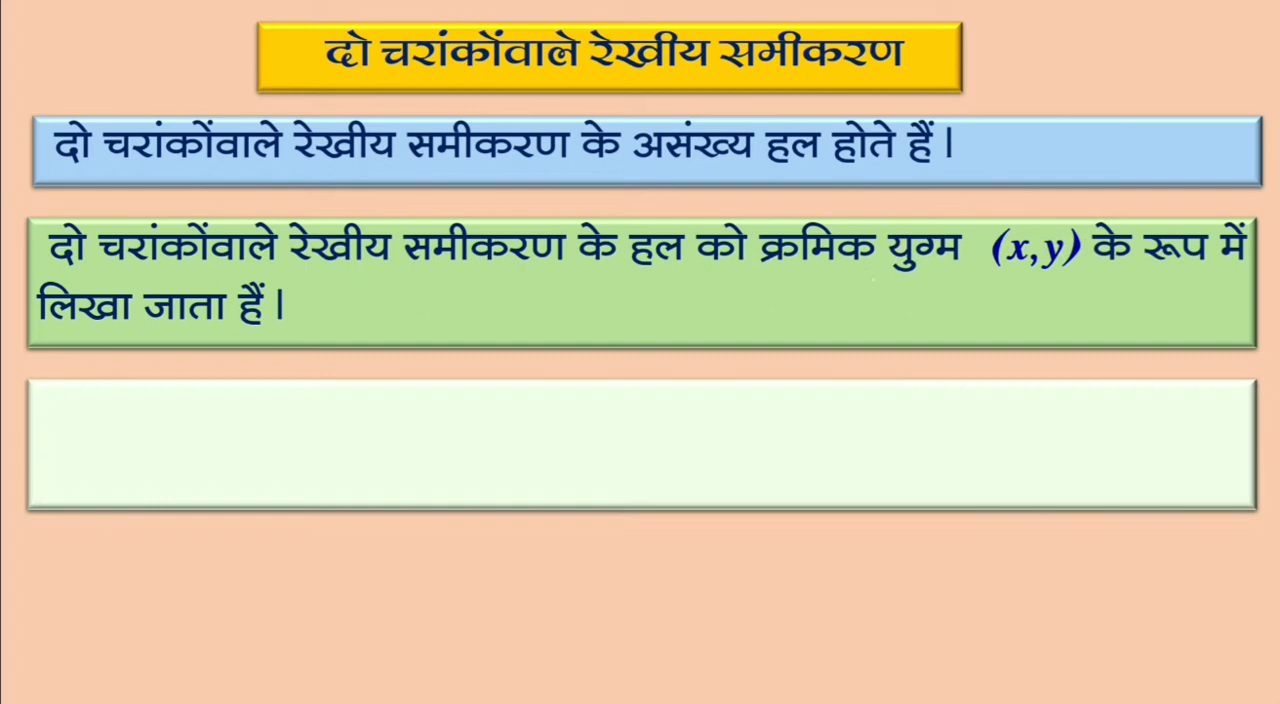 दो चरांकोंवाले रेखीय समीकरण
दो चरांकोंवाले रेखीय समीकरण के असंख्य हल होते हैं |
दो चरांकोंवाले रेखीय समीकरण के हल को क्रमिक युग्म (x,y) के रूप में
लिखा जाता हैं |